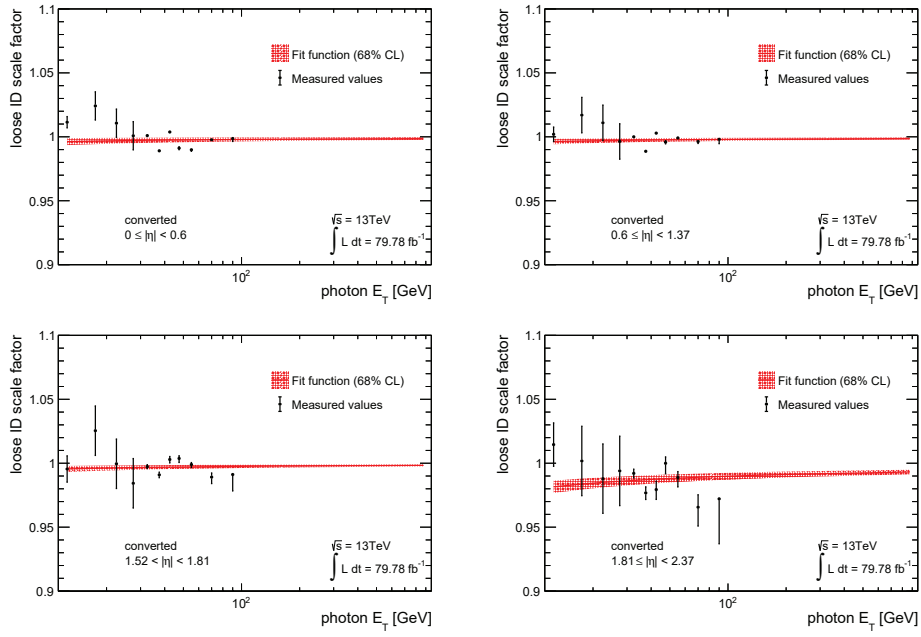 loose ID scale factor
1.1
1.05
1
0.95
0.9
Fit function (68% CL)
Measured values
converted
0 ≤ |η| < 0.6
√s = 13TeV
∫ L dt = 79.78 fb⁻¹
10²
photon E_T [GeV]
loose ID scale factor
1.1
1.05
1
0.95
0.9
Fit function (68% CL)
Measured values
converted
0.6 ≤ |η| < 1.37
√s = 13TeV
∫ L dt = 79.78 fb⁻¹
10²
photon E_T [GeV]
loose ID scale factor
1.1
1.05
1
0.95
0.9
Fit function (68% CL)
Measured values
converted
1.52 < |η| < 1.81
√s = 13TeV
∫ L dt = 79.78 fb⁻¹
10²
photon E_T [GeV]
loose ID scale factor
1.1
1.05
1
0.95
0.9
Fit function (68% CL)
Measured values
converted
1.81 ≤ |η| < 2.37
√s = 13TeV
∫ L dt = 79.78 fb⁻¹
10²
photon E_T [GeV]